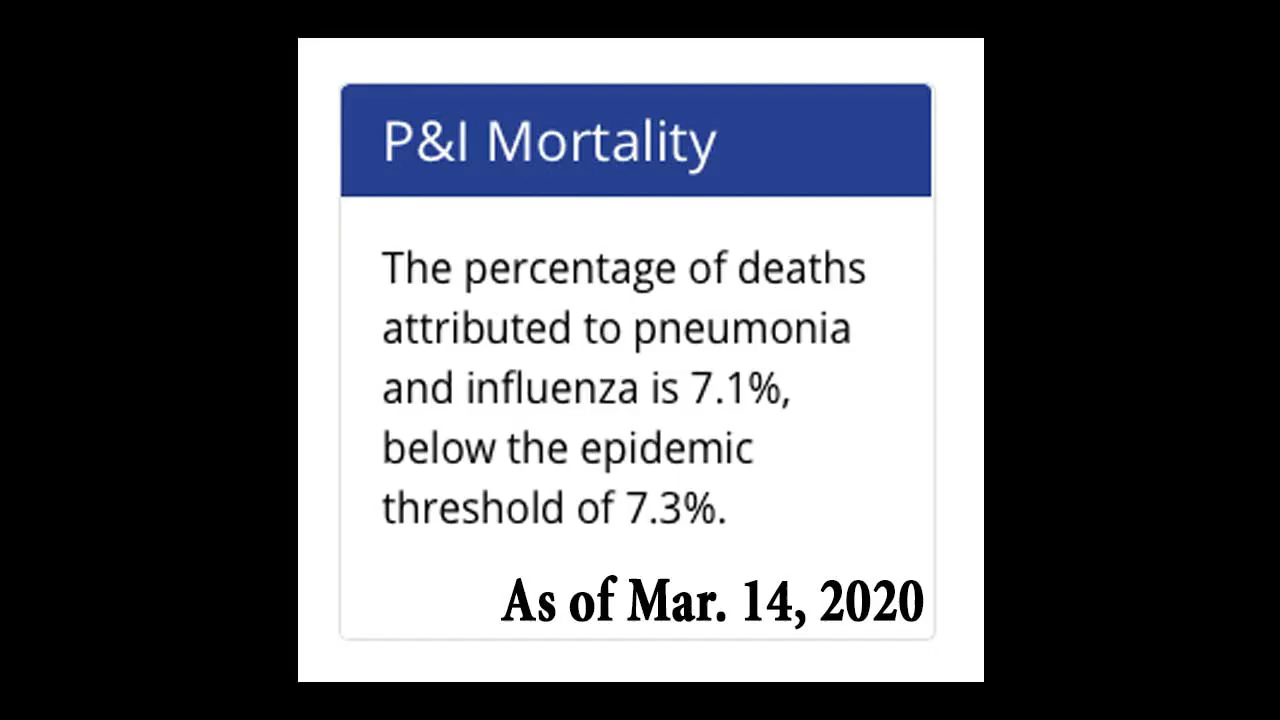 P&I Mortality
The percentage of deaths
attributed to pneumonia
and influenza is 7.1%,
below the epidemic
threshold of 7.3%.
As of Mar. 14, 2020